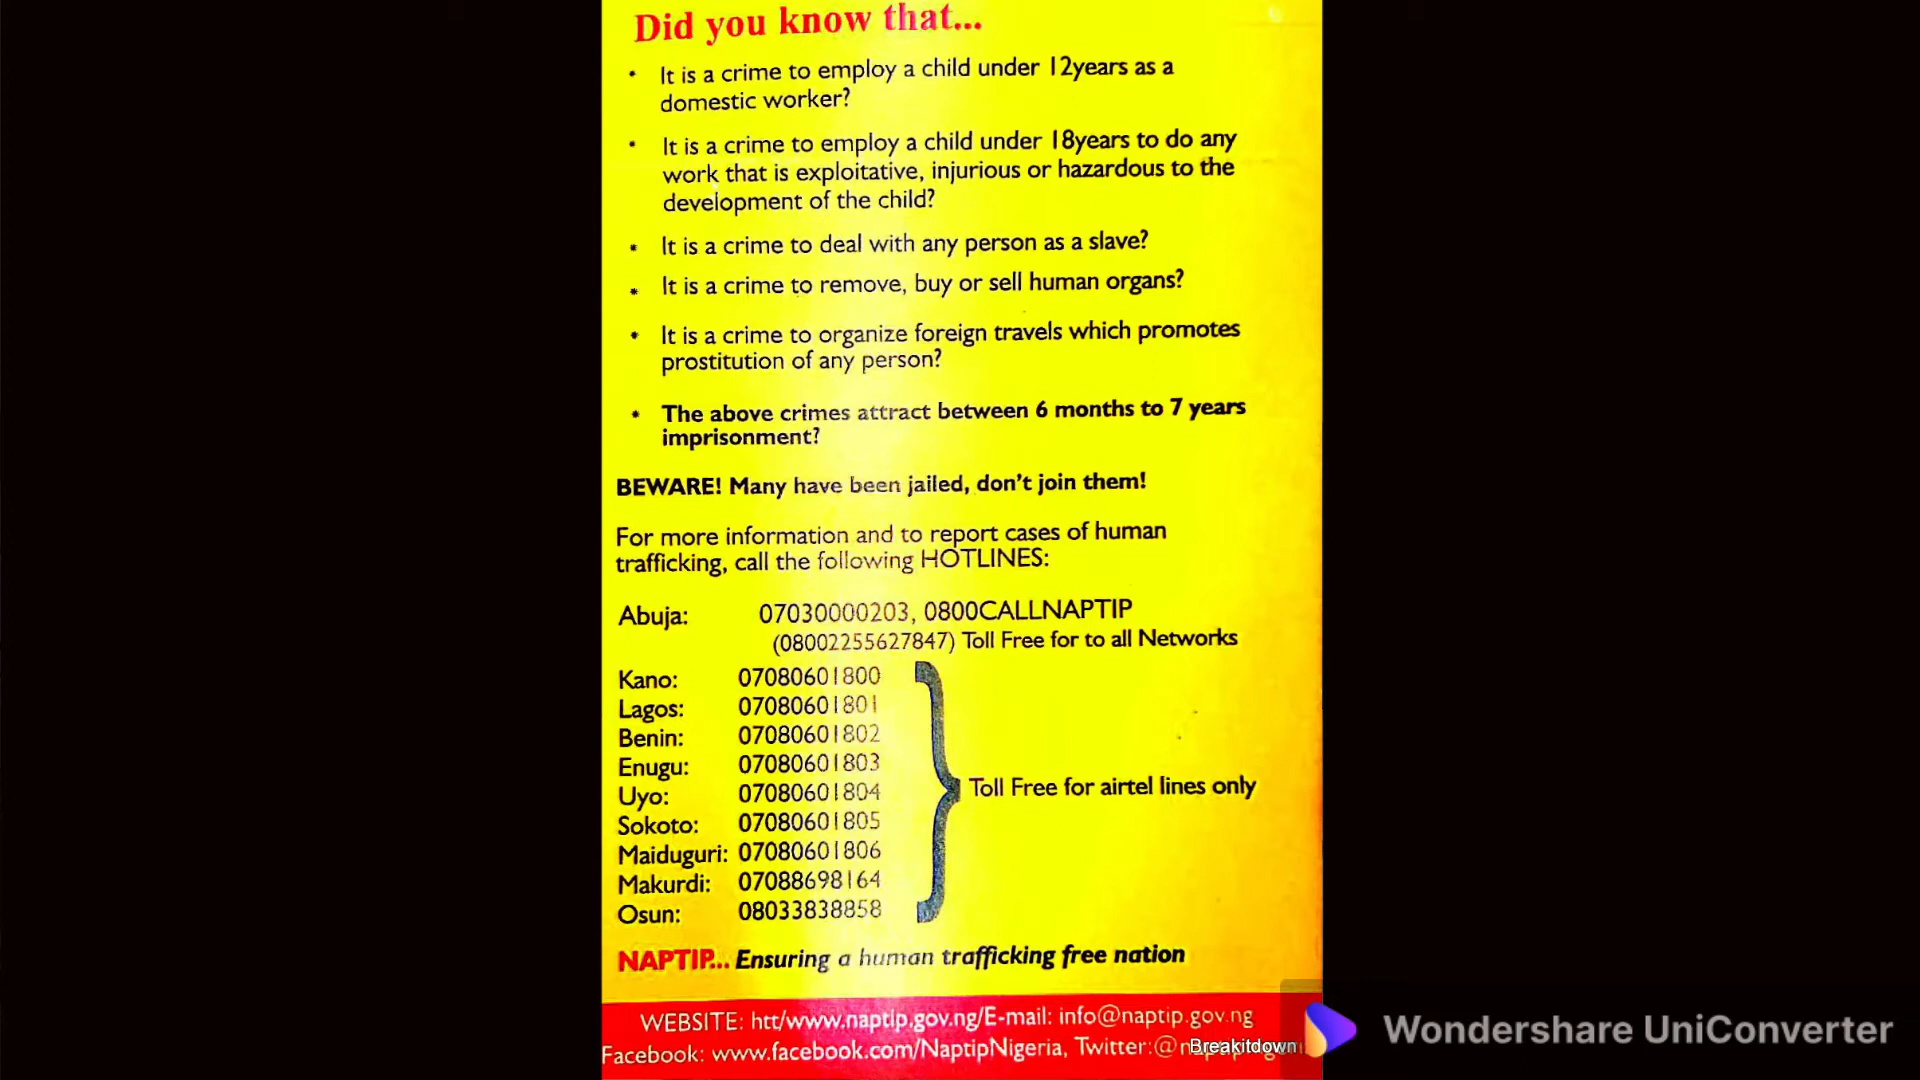 Did you know that...
* It is a crime to employ a child under 12years as a
domestic worker?
* It is a crime to employ a child under 18years to do any
work that is exploitative, injurious or hazardous to the
development of the child?
* It is a crime to deal with any person as a slave?
* It is a crime to remove, buy or sell human organs?
* It is a crime to organize foreign travels which promotes
prostitution of any person?
* The above crimes attract between 6 months to 7 years
imprisonment?
BEWARE! Many have been jailed, don't join them!
For more information and to report cases of human
trafficking, call the following HOTLINES:
Abuja: 07030000203, 0800CALLNAPTIP
(08002255627847) Toll Free for to all Networks
Kano: 07080601800
Lagos: 07080601801
Benin: 07080601802
Enugu: 07080601803
Uyo: 07080601804
Sokoto: 07080601805
Maiduguri: 07080601806
Makurdi: 07088698164
Osun: 08033838858
Toll Free for airtel lines only
NAPTIP... Ensuring a human trafficking free nation
WEBSITE: htt/www.naptip.gov.ng/E-mail: info@naptip.gov.ng
Facebook: www.facebook.com/NaptipNigeria, Twitter:@
Breakitdown
Wondershare UniConverter